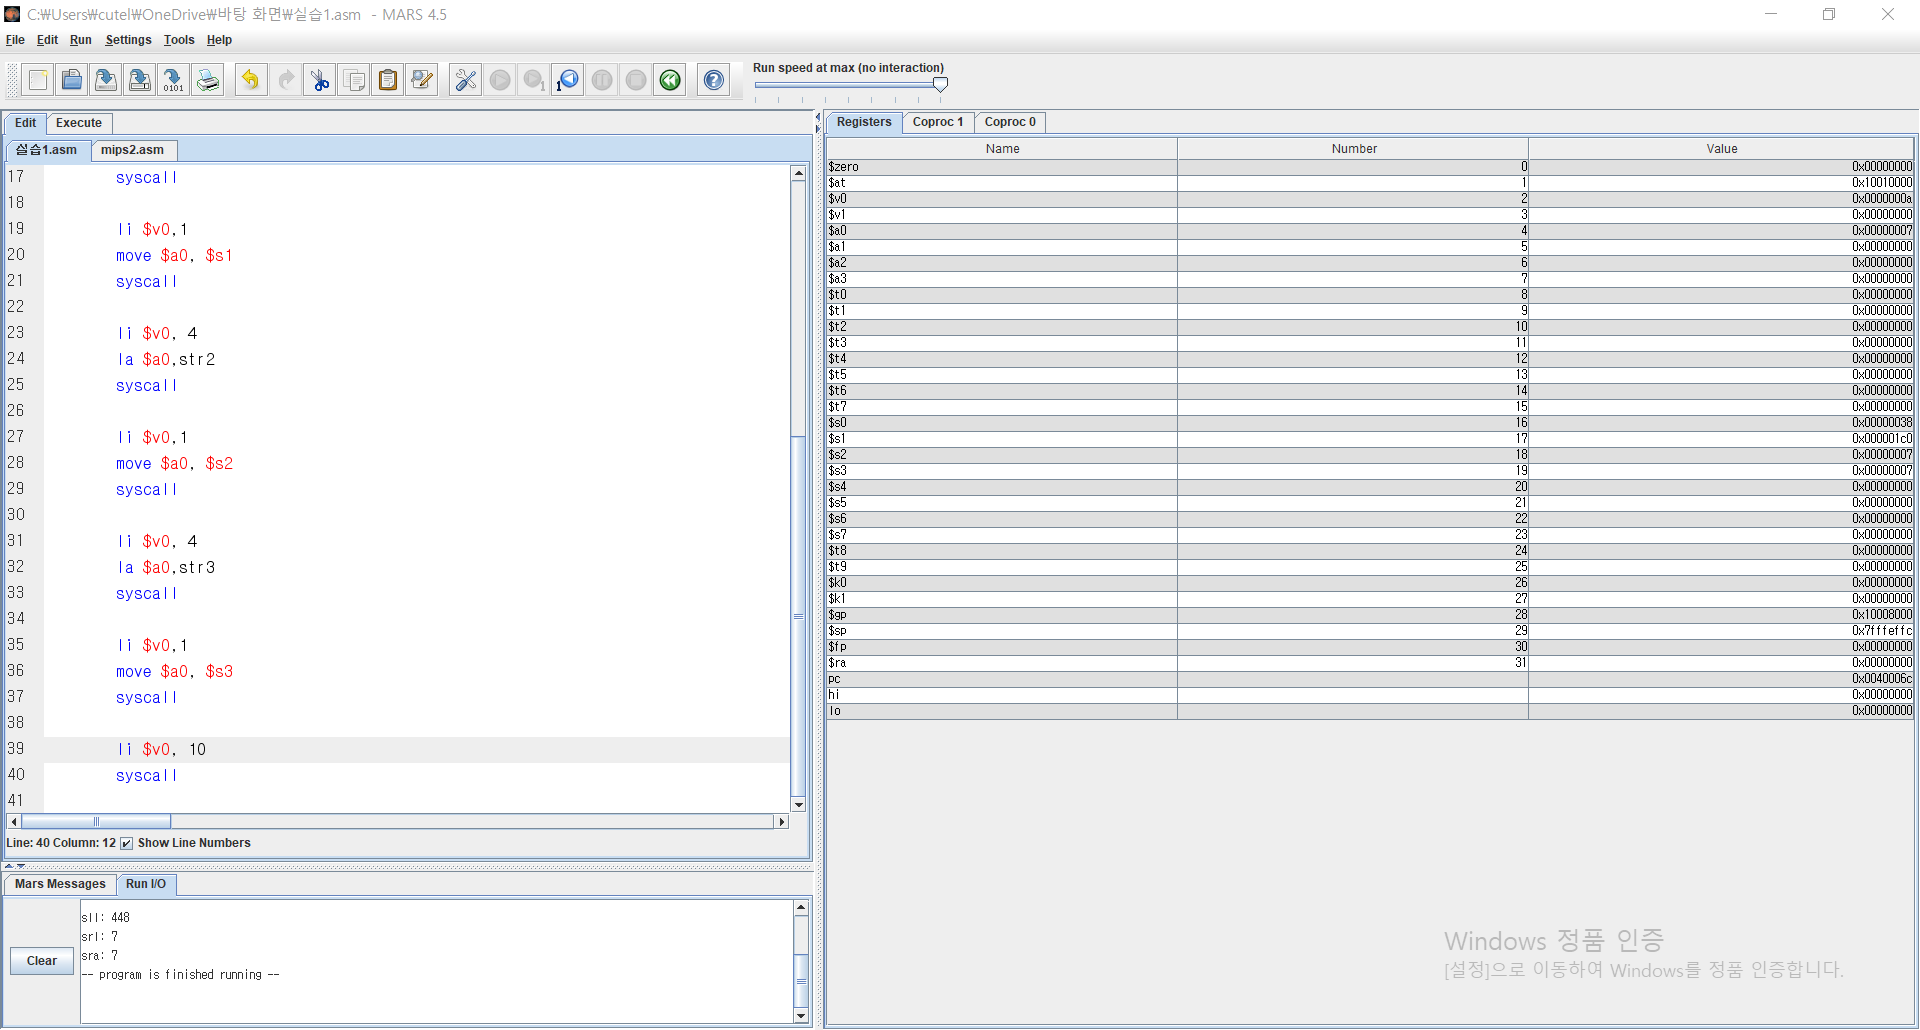 C:₩Users₩cutel₩OneDrive₩바탕 화면₩실습1.asm - MARS 4.5
File Edit Run Settings Tools Help
Run speed at max (no interaction)
Edit Execute
실습1.asm mips2.asm
17 syscall
18
19 li $v0,1
20 move $a0, $s1
21 syscall
22
23 li $v0, 4
24 la $a0,str2
25 syscall
26
27 li $v0,1
28 move $a0, $s2
29 syscall
30
31 li $v0, 4
32 la $a0,str3
33 syscall
34
35 li $v0,1
36 move $a0, $s3
37 syscall
38
39 li $v0, 10
40 syscall
41
Line: 40 Column: 12 Show Line Numbers
Mars Messages Run I/O
Clear
sll: 448
srl: 7
sra: 7
-- program is finished running --
Registers Coproc 1 Coproc 0
Name Number Value
$zero 0 0x00000000
$at 1 0x10010000
$v0 2 0x0000000a
$v1 3 0x00000000
$a0 4 0x00000007
$a1 5 0x00000000
$a2 6 0x00000000
$a3 7 0x00000000
$t0 8 0x00000000
$t1 9 0x00000000
$t2 10 0x00000000
$t3 11 0x00000000
$t4 12 0x00000000
$t5 13 0x00000000
$t6 14 0x00000000
$t7 15 0x00000000
$s0 16 0x00000038
$s1 17 0x000001c0
$s2 18 0x00000007
$s3 19 0x00000007
$s4 20 0x00000000
$s5 21 0x00000000
$s6 22 0x00000000
$s7 23 0x00000000
$t8 24 0x00000000
$t9 25 0x00000000
$k0 26 0x00000000
$k1 27 0x00000000
$gp 28 0x10008000
$sp 29 0x7fffeffc
$fp 30 0x00000000
$ra 31 0x00000000
pc 0x0040006c
hi 0x00000000
lo 0x00000000
Windows 정품 인증
[설정]으로 이동하여 Windows를 정품 인증합니다.